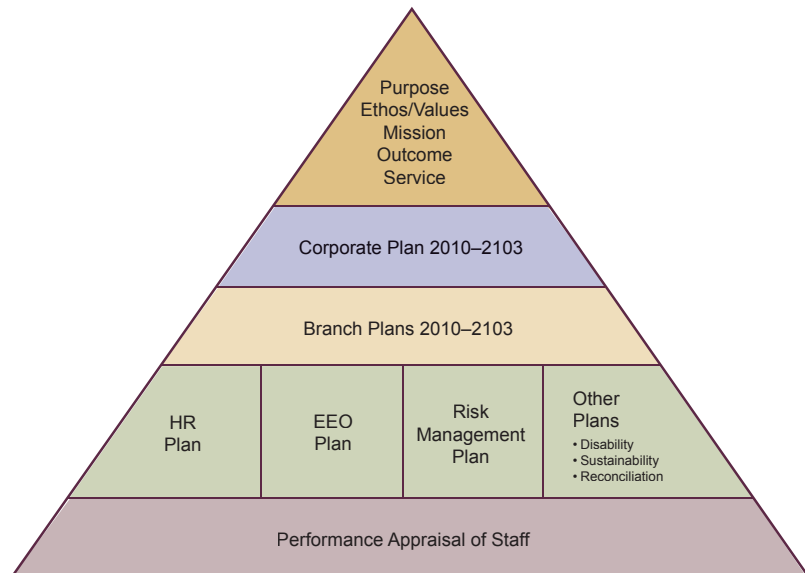 Purpose
Ethos/Values
Mission
Outcome
Service
Corporate Plan 2010–2103
Branch Plans 2010–2103
HR
Plan
EEO
Plan
Risk
Management
Plan
Other
Plans
• Disability
• Sustainability
• Reconciliation
Performance Appraisal of Staff